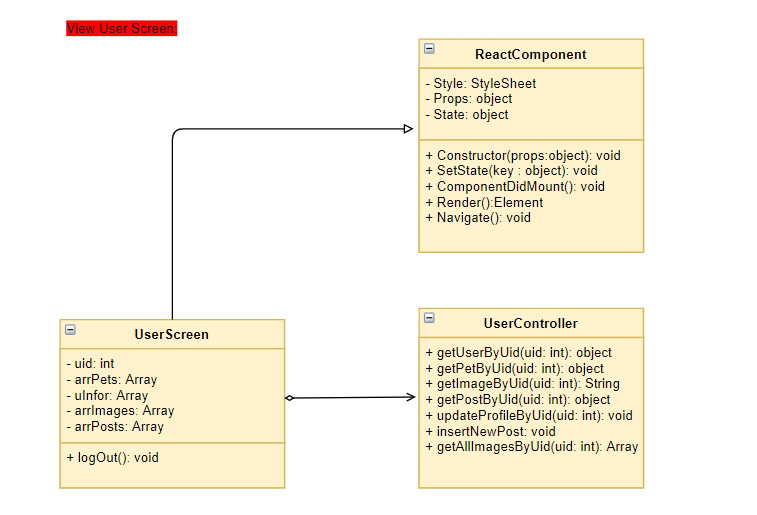 View User Screen
ReactComponent
- Style: StyleSheet
- Props: object
- State: object
+ Constructor(props:object): void
+ SetState(key : object): void
+ ComponentDidMount(): void
+ Render():Element
+ Navigate(): void
UserScreen
- uid: int
- arrPets: Array
- uInfor: Array
- arrImages: Array
- arrPosts: Array
+ logOut(): void
UserController
+ getUserByUid(uid: int): object
+ getPetByUid(uid: int): object
+ getImageByUid(uid: int): String
+ getPostByUid(uid: int): object
+ updateProfileByUid(uid: int): void
+ insertNewPost: void
+ getAllImagesByUid(uid: int): Array